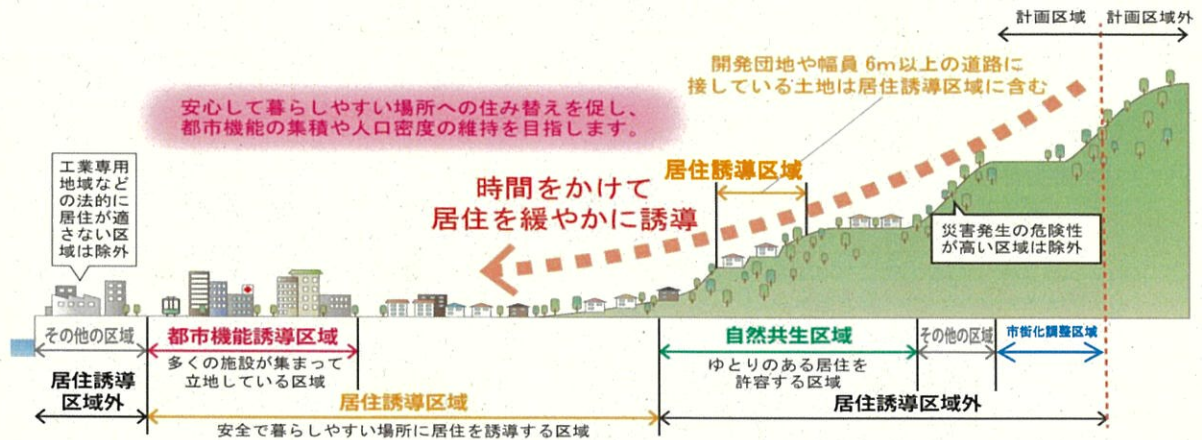 計画区域 計画区域外
開発団地や幅員6m以上の道路に
接している土地は居住誘導区域に含む
安心して暮らしやすい場所への住み替えを促し、
都市機能の集積や人口密度の維持を目指します。
工業専用
地域など
の法的に
居住が適
さない区
域は除外
居住誘導区域
時間をかけて
居住を緩やかに誘導
災害発生の危険性
が高い区域は除外
その他の区域 都市機能誘導区域 自然共生区域 その他の区域 市街化調整区域
多くの施設が集まって
立地している区域
ゆとりのある居住を
許容する区域
居住誘導
区域外
居住誘導区域 居住誘導区域外
安全で暮らしやすい場所に居住を誘導する区域